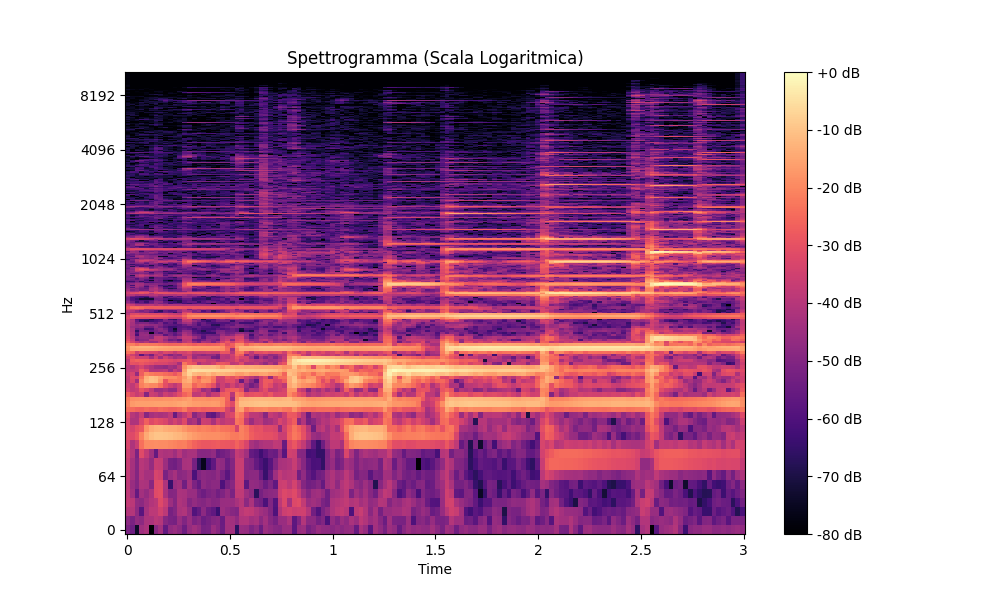 Spettrogramma (Scala Logaritmica)
Hz
8192
4096
2048
1024
512
256
128
64
0
0 0.5 1 1.5 2 2.5 3
Time
+0 dB
-10 dB
-20 dB
-30 dB
-40 dB
-50 dB
-60 dB
-70 dB
-80 dB